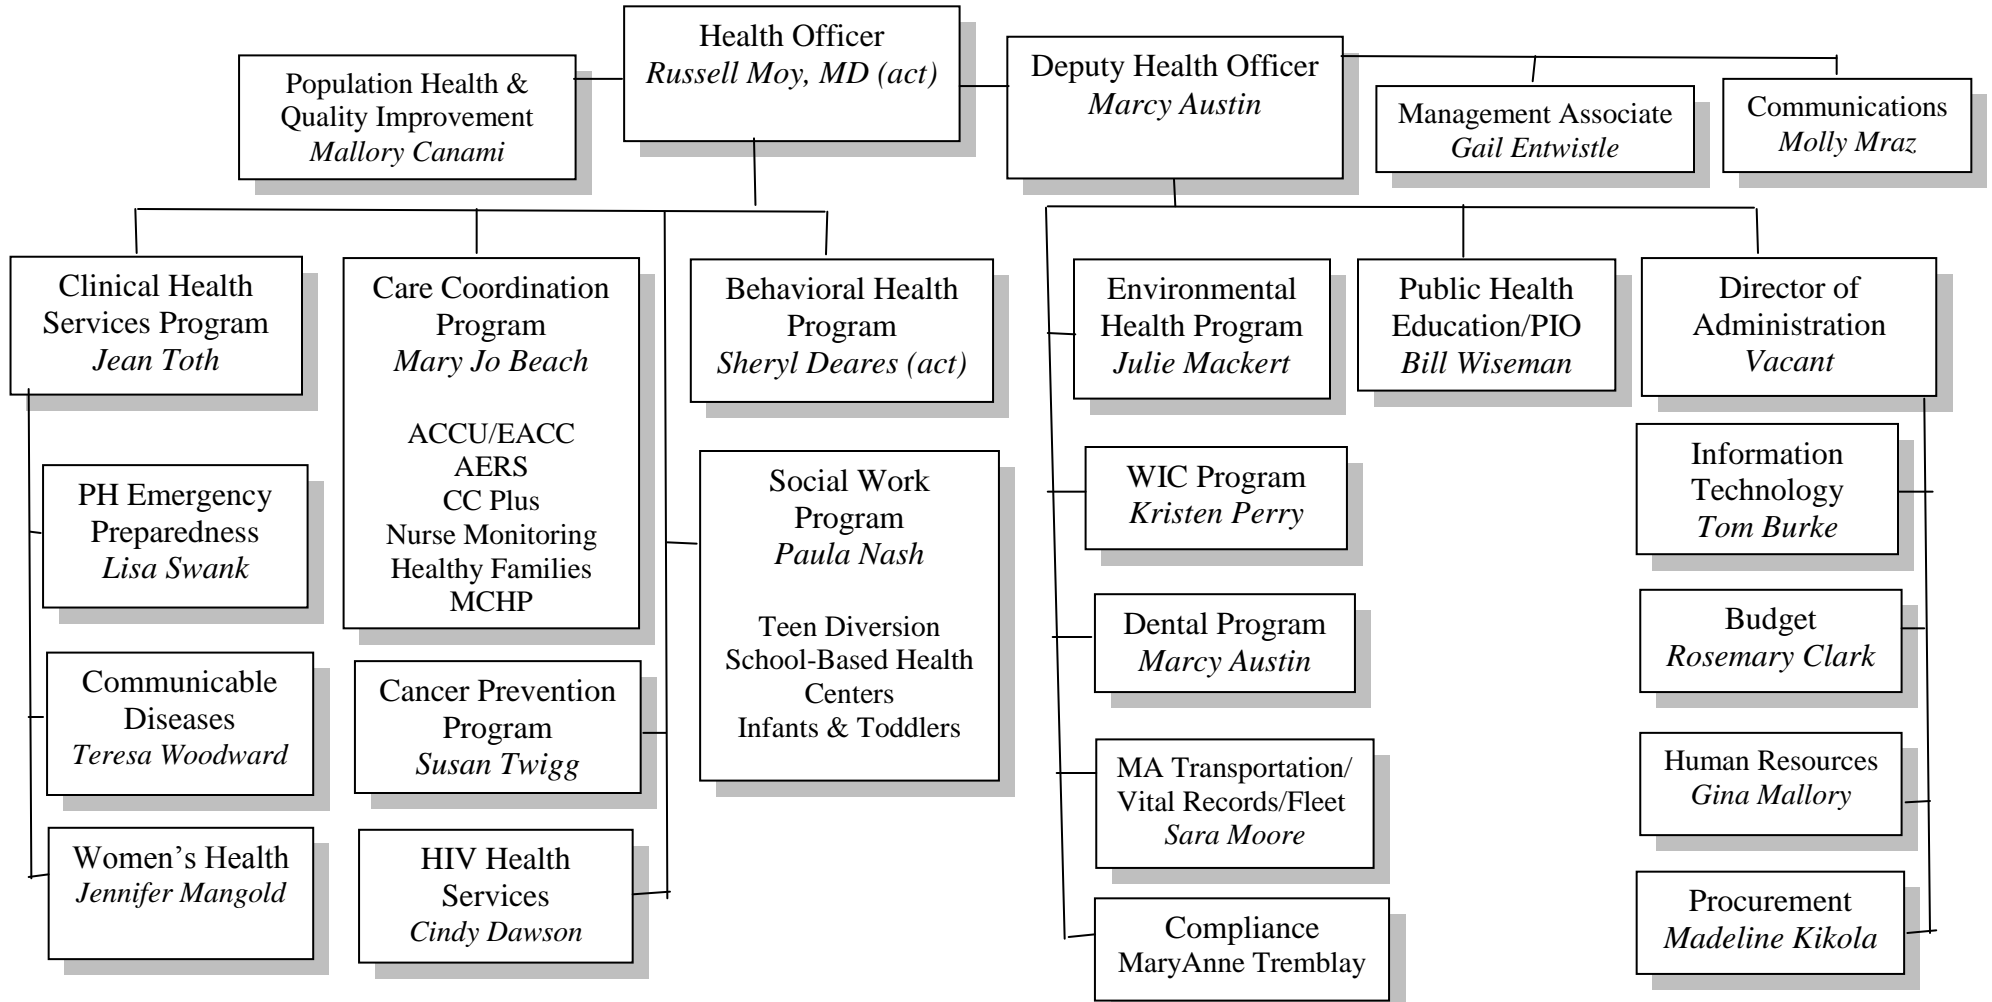 Health Officer
Russell Moy, MD (act)
Population Health &
Quality Improvement
Mallory Canami
Deputy Health Officer
Marcy Austin
Management Associate
Gail Entwistle
Communications
Molly Mraz
Clinical Health
Services Program
Jean Toth
PH Emergency
Preparedness
Lisa Swank
Communicable
Diseases
Teresa Woodward
Women’s Health
Jennifer Mangold
Care Coordination
Program
Mary Jo Beach
ACCU/EACC
AERS
CC Plus
Nurse Monitoring
Healthy Families
MCHP
Cancer Prevention
Program
Susan Twigg
HIV Health
Services
Cindy Dawson
Behavioral Health
Program
Sheryl Deares (act)
Social Work
Program
Paula Nash
Teen Diversion
School-Based Health
Centers
Infants & Toddlers
Environmental
Health Program
Julie Mackert
WIC Program
Kristen Perry
Dental Program
Marcy Austin
MA Transportation/
Vital Records/Fleet
Sara Moore
Compliance
MaryAnne Tremblay
Public Health
Education/PIO
Bill Wiseman
Director of
Administration
Vacant
Information
Technology
Tom Burke
Budget
Rosemary Clark
Human Resources
Gina Mallory
Procurement
Madeline Kikola